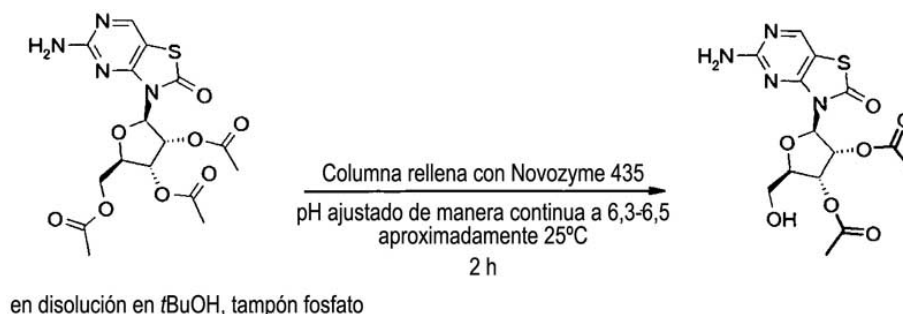 Columna rellena con Novozyme 435
pH ajustado de manera continua a 6,3-6,5
aproximadamente 25ºC
2 h
en disolución en tBuOH, tampón fosfato
H₂N
N
N
S
N
O
O
O
O
O
O
O
O
H₂N
N
N
S
N
O
O
O
O
OH
O
O